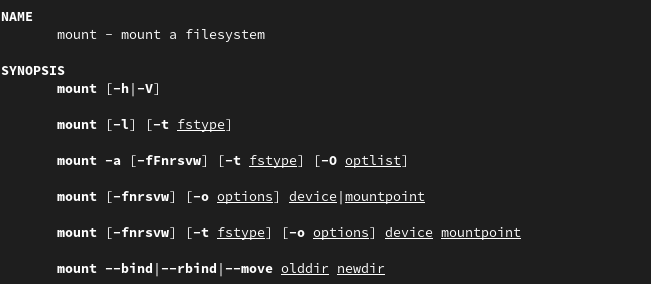 NAME
mount - mount a filesystem
SYNOPSIS
mount [-h|-V]
mount [-l] [-t fstype]
mount -a [-fFnrsvw] [-t fstype] [-O optlist]
mount [-fnrsvw] [-o options] device|mountpoint
mount [-fnrsvw] [-t fstype] [-o options] device mountpoint
mount --bind|--rbind|--move olddir newdir